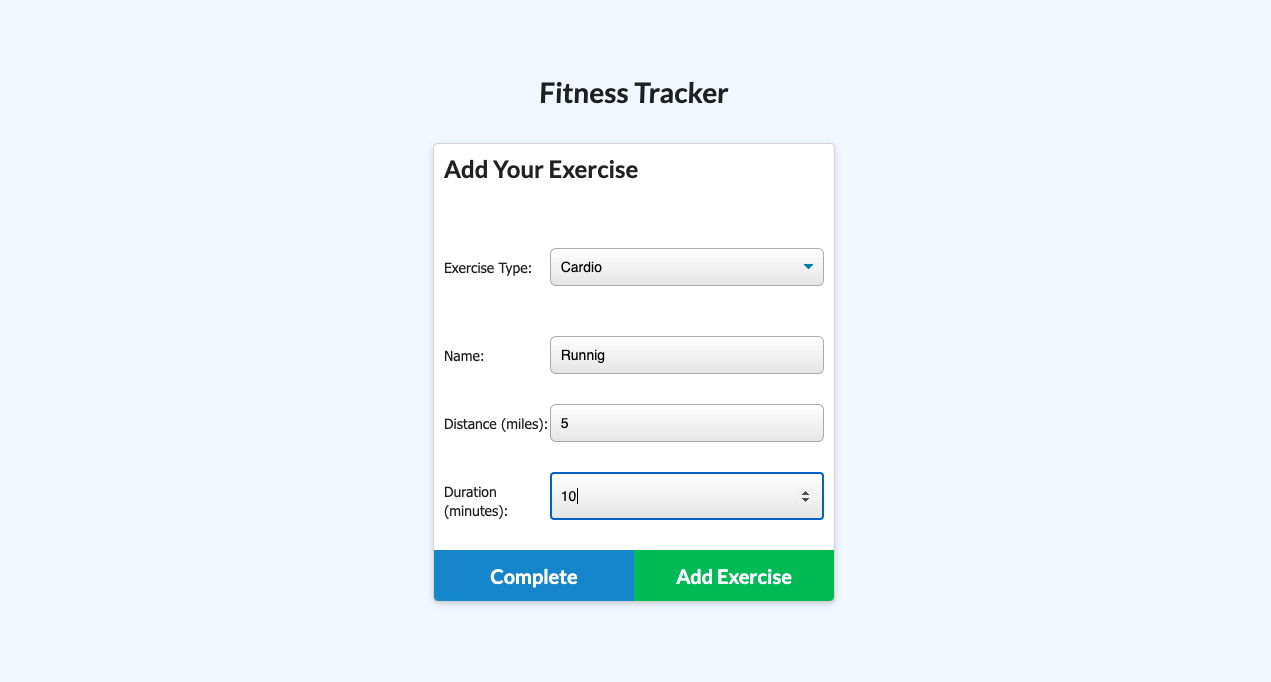 Fitness Tracker
Add Your Exercise
Exercise Type: Cardio
Name: Runnig
Distance (miles): 5
Duration
(minutes): 10
Complete Add Exercise